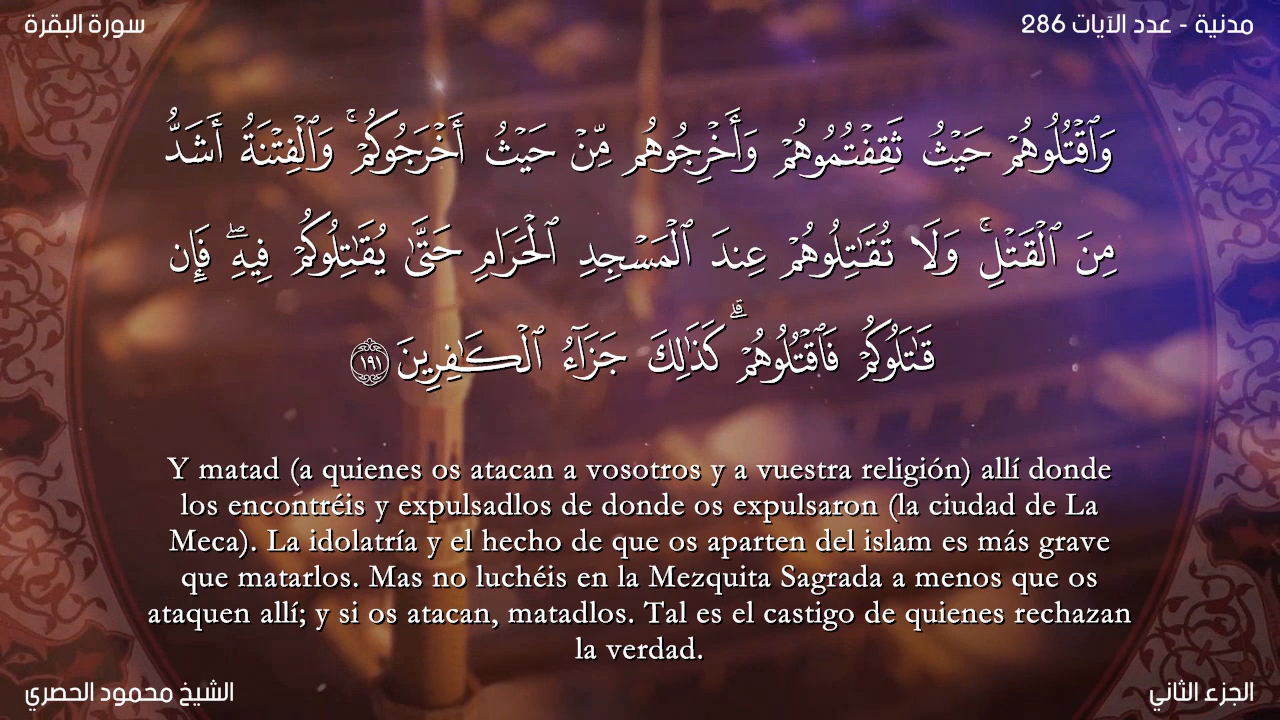 سورة البقرة
مدنية - عدد الآيات 286
وَٱقْتُلُوهُمْ حَيْثُ ثَقِفْتُمُوهُمْ وَأَخْرِجُوهُم مِّنْ حَيْثُ أَخْرَجُوكُمْ ۚ وَٱلْفِتْنَةُ أَشَدُّ
مِنَ ٱلْقَتْلِ ۚ وَلَا تُقَـٰتِلُوهُمْ عِندَ ٱلْمَسْجِدِ ٱلْحَرَامِ حَتَّىٰ يُقَـٰتِلُوكُمْ فِيهِ ۖ فَإِن
قَـٰتَلُوكُمْ فَٱقْتُلُوهُمْ ۗ كَذَٰلِكَ جَزَآءُ ٱلْكَـٰفِرِينَ ١٩١
Y matad (a quienes os atacan a vosotros y a vuestra religión) allí donde
los encontréis y expulsadlos de donde os expulsaron (la ciudad de La
Meca). La idolatría y el hecho de que os aparten del islam es más grave
que matarlos. Mas no luchéis en la Mezquita Sagrada a menos que os
ataquen allí; y si os atacan, matadlos. Tal es el castigo de quienes rechazan
la verdad.
الشيخ محمود الحصري
الجزء الثاني